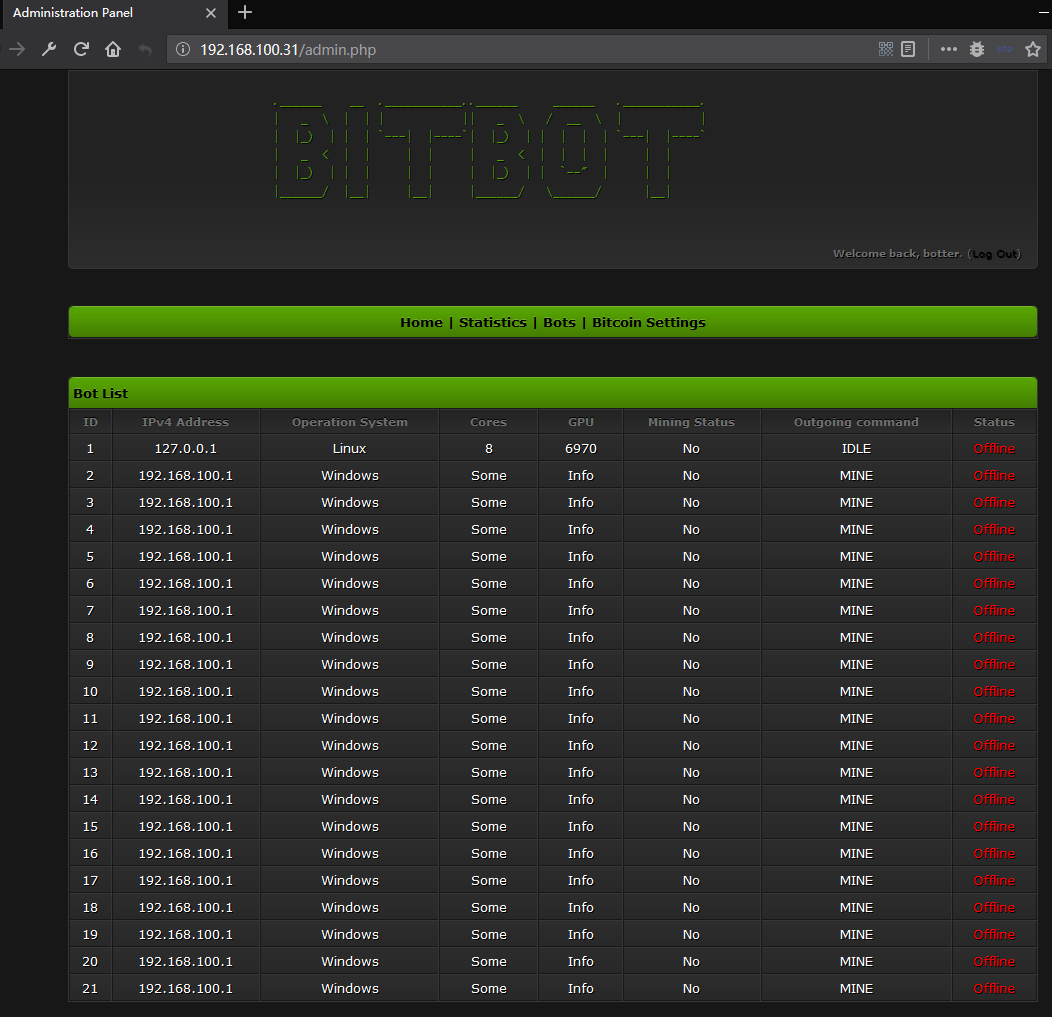 Administration Panel
192.168.100.31/admin.php
php
BITBOT
Welcome back, botter. (Log Out)
Home | Statistics | Bots | Bitcoin Settings
Bot List
ID IPv4 Address Operation System Cores GPU Mining Status Outgoing command Status
1 127.0.0.1 Linux 8 6970 No IDLE Offline
2 192.168.100.1 Windows Some Info No MINE Offline
3 192.168.100.1 Windows Some Info No MINE Offline
4 192.168.100.1 Windows Some Info No MINE Offline
5 192.168.100.1 Windows Some Info No MINE Offline
6 192.168.100.1 Windows Some Info No MINE Offline
7 192.168.100.1 Windows Some Info No MINE Offline
8 192.168.100.1 Windows Some Info No MINE Offline
9 192.168.100.1 Windows Some Info No MINE Offline
10 192.168.100.1 Windows Some Info No MINE Offline
11 192.168.100.1 Windows Some Info No MINE Offline
12 192.168.100.1 Windows Some Info No MINE Offline
13 192.168.100.1 Windows Some Info No MINE Offline
14 192.168.100.1 Windows Some Info No MINE Offline
15 192.168.100.1 Windows Some Info No MINE Offline
16 192.168.100.1 Windows Some Info No MINE Offline
17 192.168.100.1 Windows Some Info No MINE Offline
18 192.168.100.1 Windows Some Info No MINE Offline
19 192.168.100.1 Windows Some Info No MINE Offline
20 192.168.100.1 Windows Some Info No MINE Offline
21 192.168.100.1 Windows Some Info No MINE Offline